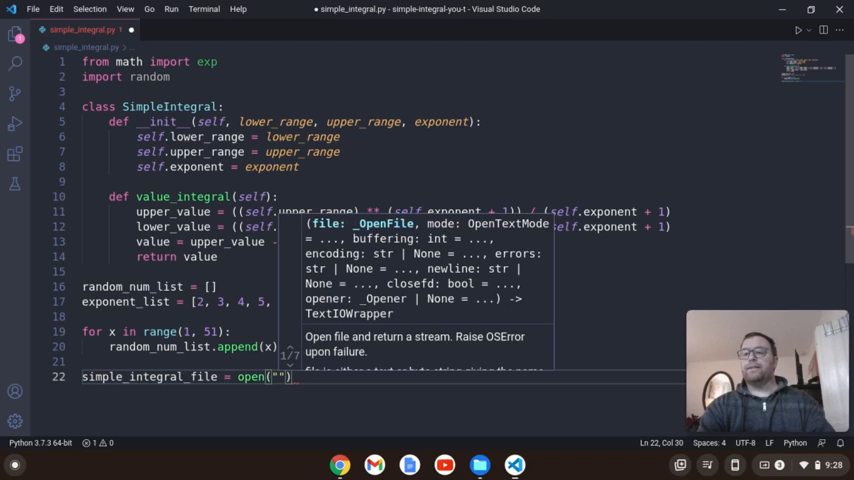 File Edit Selection View Go Run Terminal Help
● simple_integral.py - simple-integral-you-t - Visual Studio Code
simple_integral.py 1 ●
simple_integral.py > ...
1 from math import exp
2 import random
3
4 class SimpleIntegral:
5 def __init__(self, lower_range, upper_range, exponent):
6 self.lower_range = lower_range
7 self.upper_range = upper_range
8 self.exponent = exponent
9
10 def value_integral(self):
11 upper_value = ((self.upper_range) ** (self.exponent + 1)) / (self.exponent + 1)
12 lower_value = ((self. self.exponent + 1)
13 value = upper_value -
14 return value
15
16 random_num_list = []
17 exponent_list = [2, 3, 4, 5,
18
19 for x in range(1, 51):
20 random_num_list.append(x)
21
22 simple_integral_file = open("")
(file: _OpenFile, mode: OpenTextMode
= ..., buffering: int = ...,
encoding: str | None = ..., errors:
str | None = ..., newline: str |
None = ..., closefd: bool = ...,
opener: _Opener | None = ...) ->
TextIOWrapper
Open file and return a stream. Raise OSError
upon failure.
1/7
Python 3.7.3 64-bit 1 0
Ln 22, Col 30 Spaces: 4 UTF-8 LF Python
3 9:28